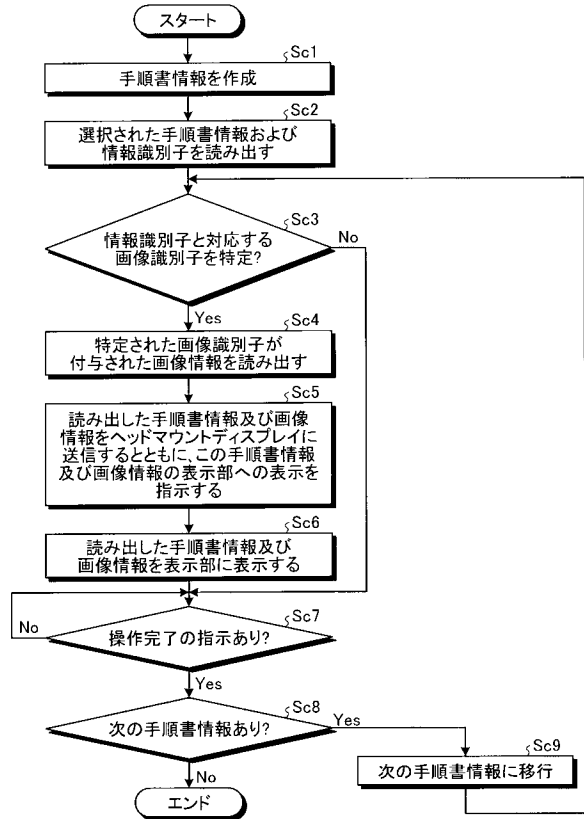 スタート
Sc1
手順書情報を作成
Sc2
選択された手順書情報および
情報識別子を読み出す
Sc3
情報識別子と対応する
画像識別子を特定?
No
Yes
Sc4
特定された画像識別子が
付与された画像情報を読み出す
Sc5
読み出した手順書情報及び画像
情報をヘッドマウントディスプレイに
送信するとともに、この手順書情報
及び画像情報の表示部への表示を
指示する
Sc6
読み出した手順書情報及び
画像情報を表示部に表示する
Sc7
No
操作完了の指示あり?
Yes
Sc8
次の手順書情報あり?
Yes
Sc9
次の手順書情報に移行
No
エンド